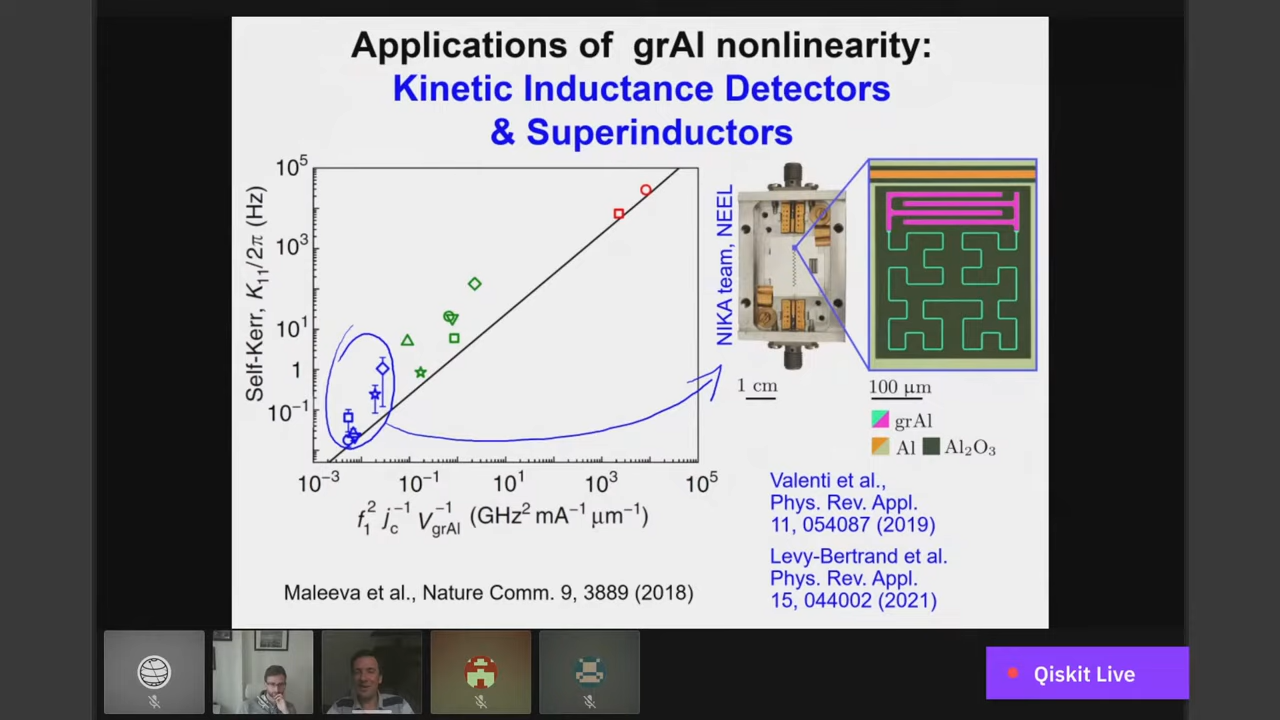 Applications of grAl nonlinearity:
Kinetic Inductance Detectors
& Superinductors
Self-Kerr, K₁₁/2π (Hz)
10⁵
10³
10¹
1
10⁻¹
10⁻³
10⁻¹
10¹
10³
10⁵
f₁² j_c⁻¹ V_grAl⁻¹ (GHz² mA⁻¹ μm⁻¹)
Maleeva et al., Nature Comm. 9, 3889 (2018)
NIKA team, NEEL
1 cm
100 μm
grAl
Al Al₂O₃
Valenti et al.,
Phys. Rev. Appl.
11, 054087 (2019)
Levy-Bertrand et al.
Phys. Rev. Appl.
15, 044002 (2021)
Qiskit Live